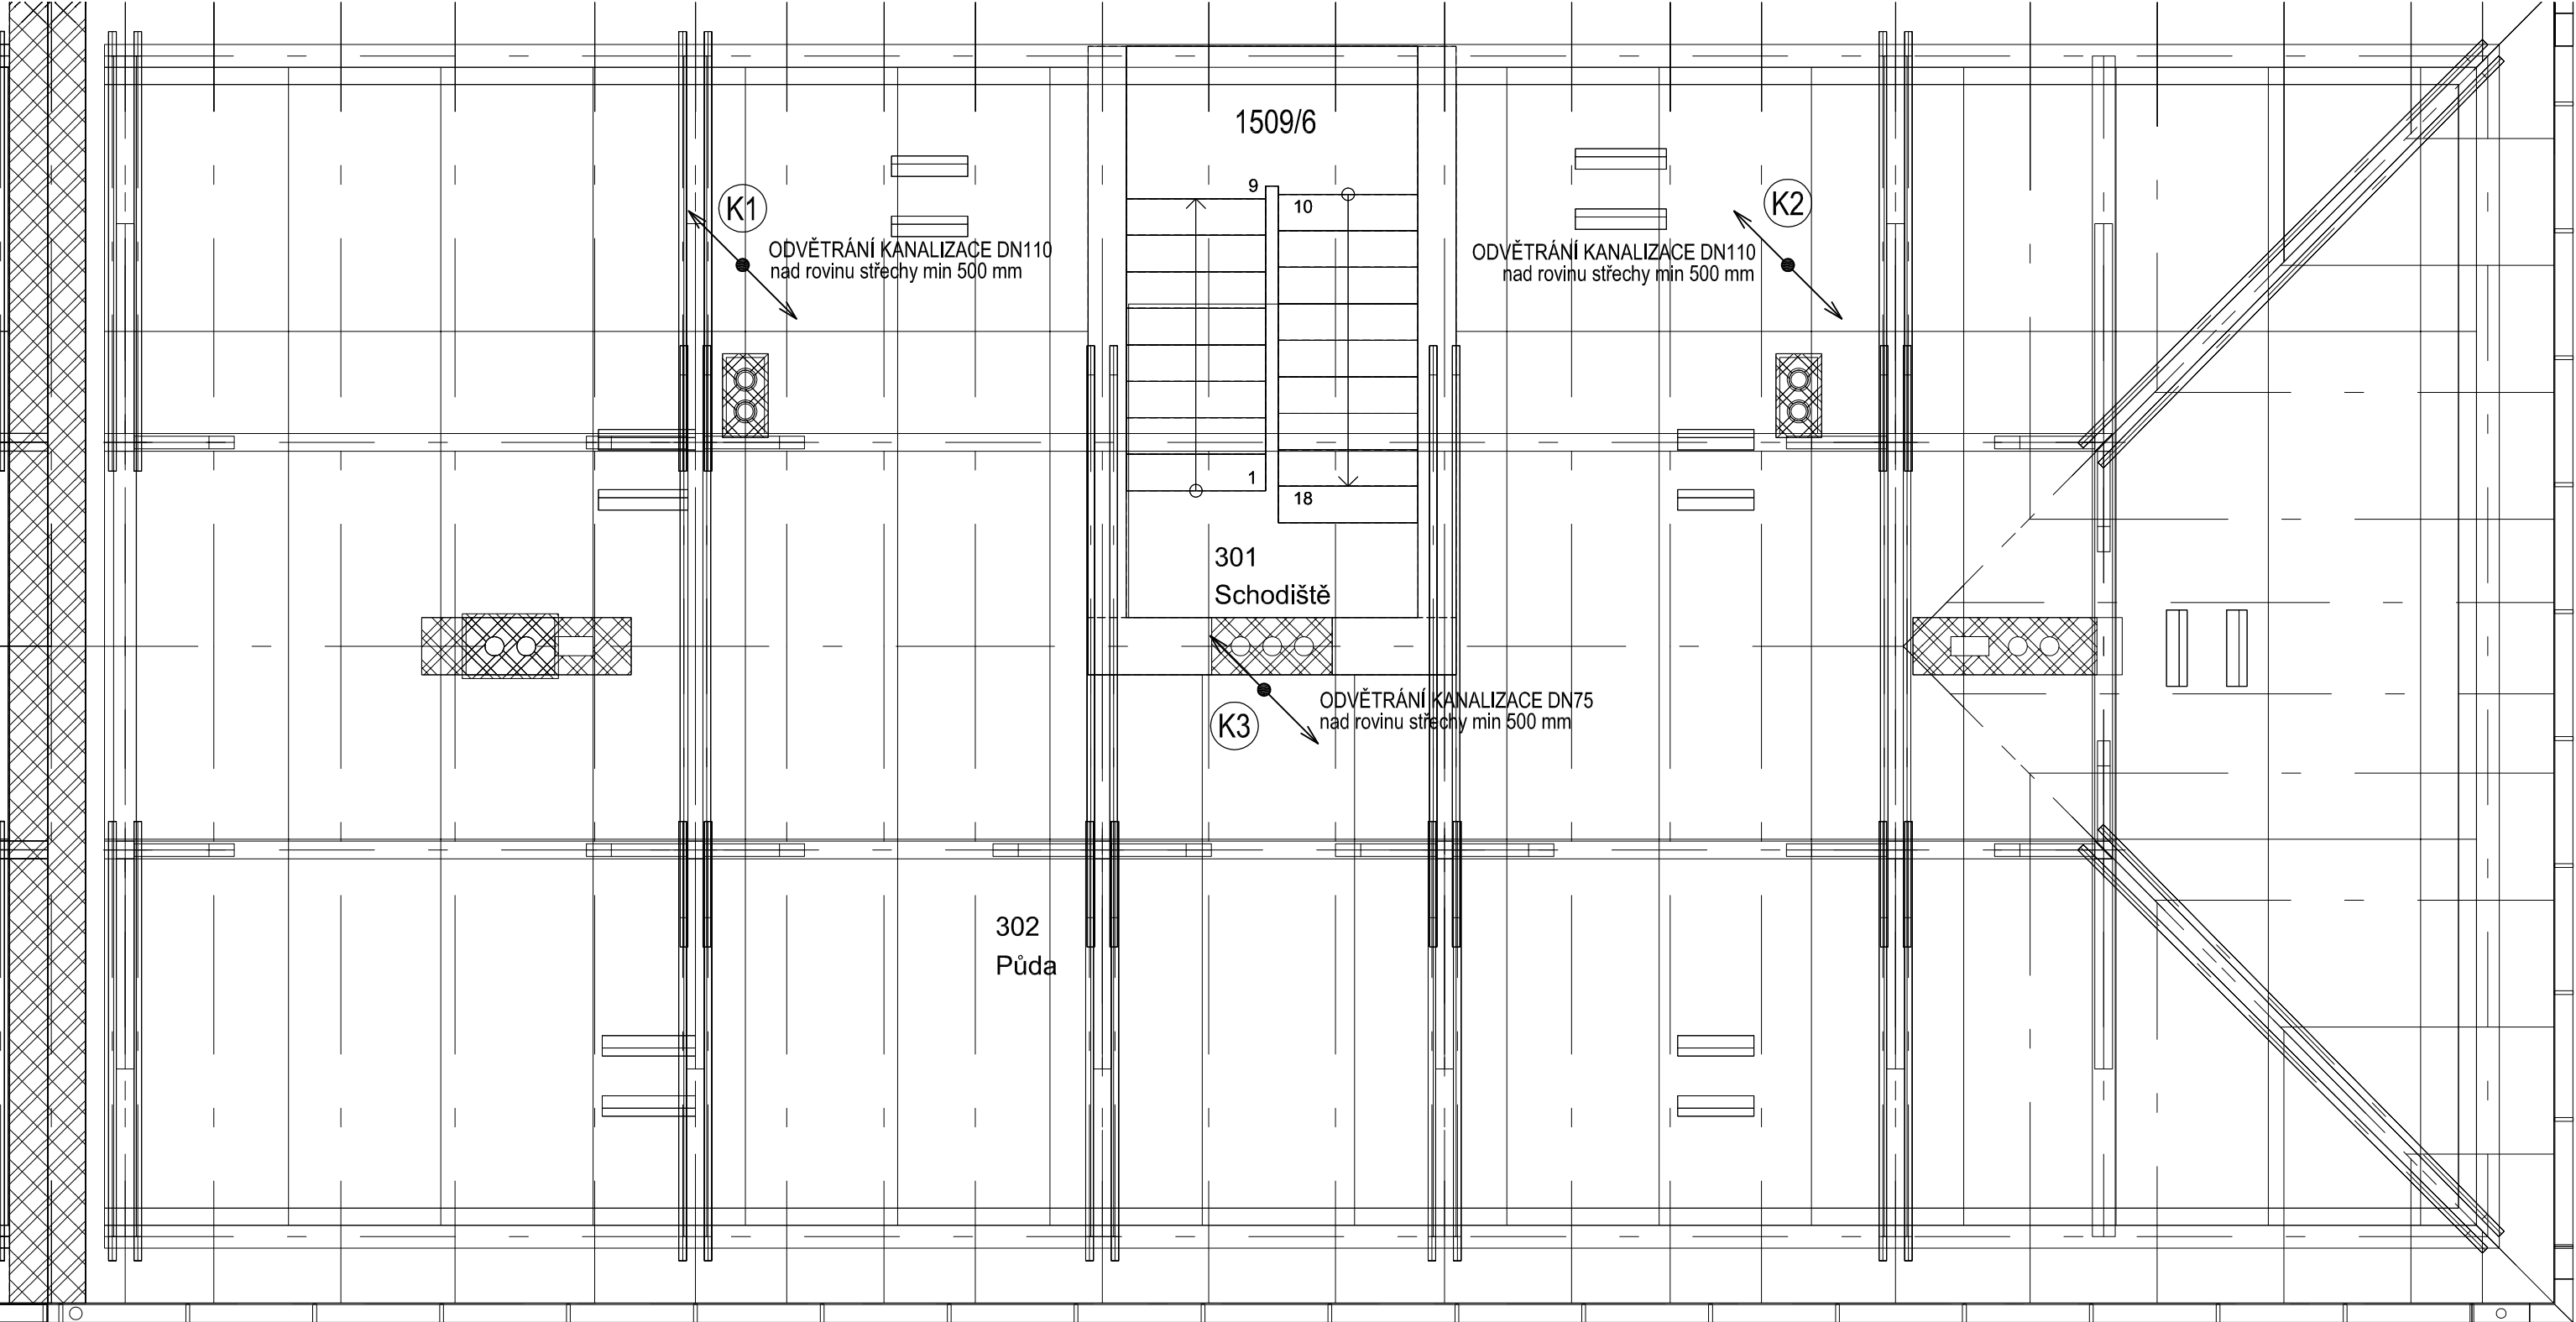 1509/6
9
10
K1
ODVĚTRÁNÍ KANALIZACE DN110
nad rovinu střechy min 500 mm
K2
ODVĚTRÁNÍ KANALIZACE DN110
nad rovinu střechy min 500 mm
1
18
301
Schodiště
K3
ODVĚTRÁNÍ KANALIZACE DN75
nad rovinu střechy min 500 mm
302
Půda